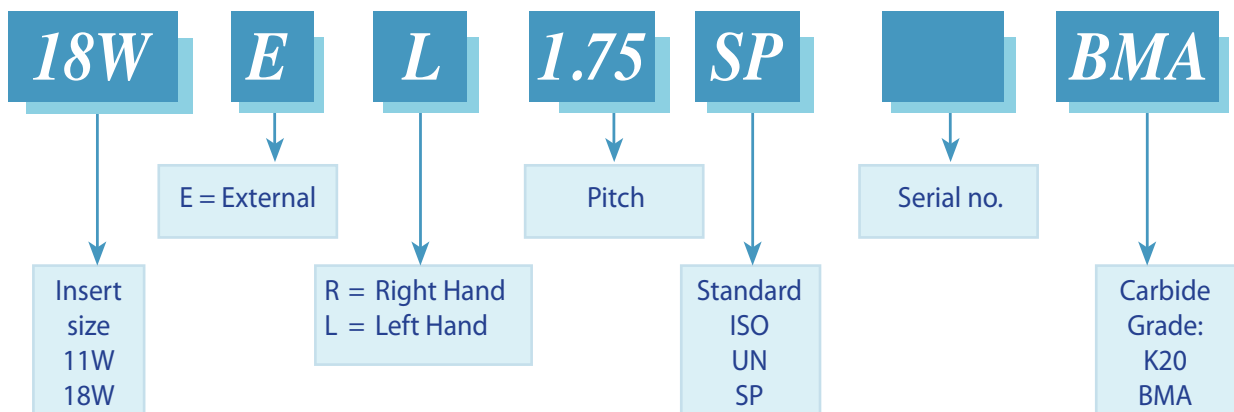 18W E L 1.75 SP BMA
E = External
Pitch
Serial no.
Insert
size
11W
18W
R = Right Hand
L = Left Hand
Standard
ISO
UN
SP
Carbide
Grade:
K20
BMA